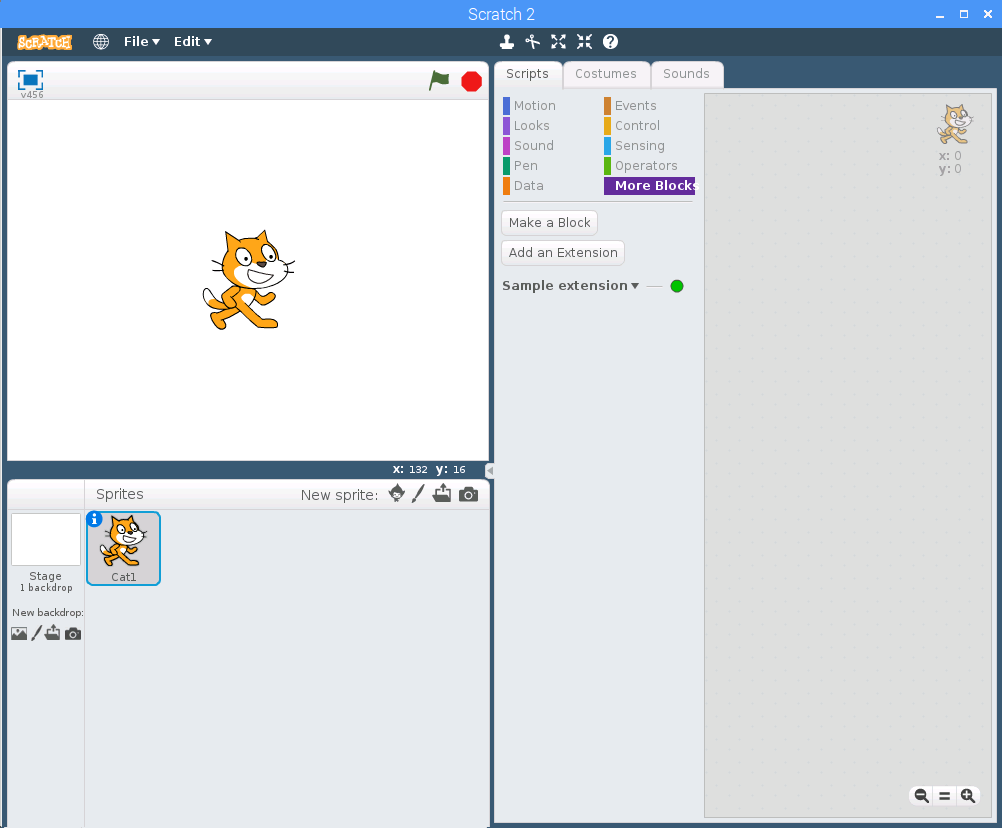 Scratch 2
SCRATCH File Edit
v456
x: 132 y: 16
Sprites New sprite:
Cat1
Stage
1 backdrop
New backdrop:
Scripts Costumes Sounds
Motion Events
Looks Control
Sound Sensing
Pen Operators
Data More Blocks
Make a Block
Add an Extension
Sample extension
x: 0
y: 0